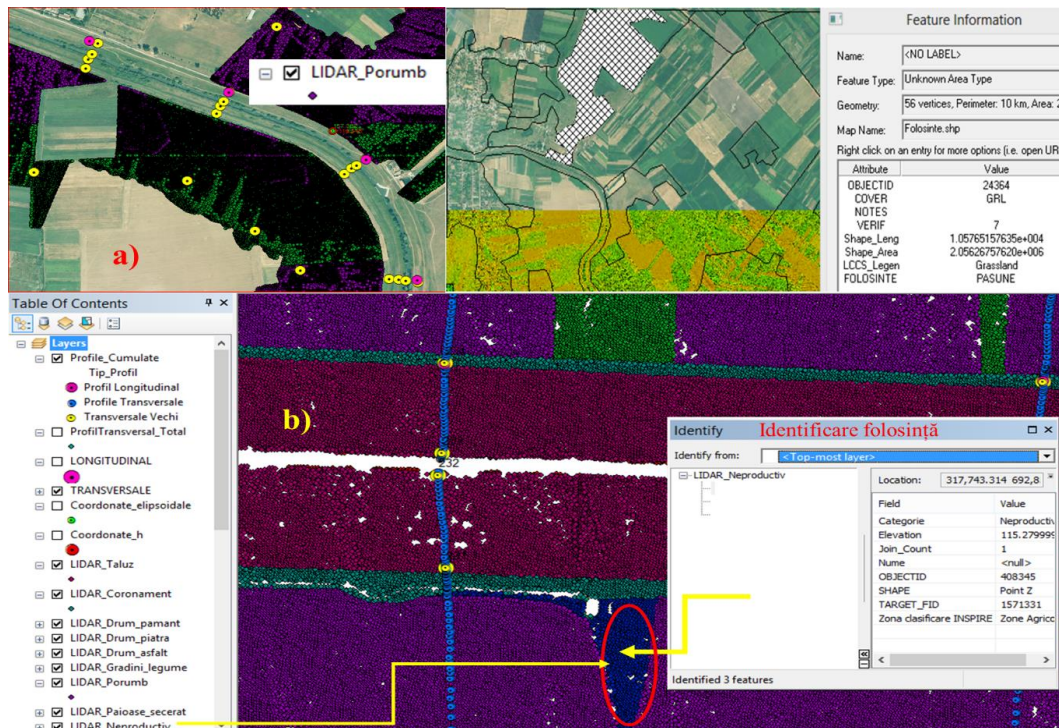 LIDAR_Porumb
a)
Feature Information
Name:
<NO LABEL>
Feature Type:
Unknown Area Type
Geometry:
56 vertices, Perimeter: 10 km, Area: 2
Map Name:
Folosinte.shp
Right click on an entry for more options (i.e. open UR
Attribute Value
OBJECTID 24364
COVER GRL
NOTES
VERIF 7
Shape_Leng 1.05765157635e+004
Shape_Area 2.05626757620e+006
LCCS_Legen Grassland
FOLOSINTE PASUNE
Table Of Contents
Layers
Profile_Cumulate
Tip_Profil
Profil Longitudinal
Profile Transversale
Transversale Vechi
ProfilTransversal_Total
LONGITUDINAL
TRANSVERSALE
Coordonate_elipsoidale
Coordonate_h
LIDAR_Taluz
LIDAR_Coronament
LIDAR_Drum_pamant
LIDAR_Drum_piatra
LIDAR_Drum_asfalt
LIDAR_Gradini_legume
LIDAR_Porumb
LIDAR_Paioase_secerat
LIDAR_Neproductiv
b)
232
Identify
Identificare folosință
Identify from:
<Top-most layer>
LIDAR_Neproductiv
Location:
317,743.314 692,8
Field Value
Categorie Neproductiv
Elevation 115.279999
Join_Count 1
Nume <null>
OBJECTID 408345
SHAPE Point Z
TARGET_FID 1571331
Zona clasificare INSPIRE Zone Agrico
Identified 3 features